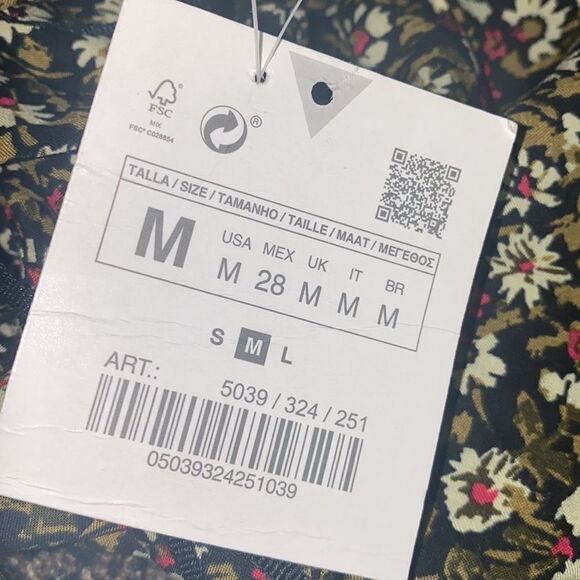 FSC
MIX
FSC® C028654
®
TALLA / SIZE / TAMANHO / TAILLE / MAAT / ΜΕΓΕΘΟΣ
M
USA MEX UK IT BR
M 28 M M M
S M L
ART.:
5039 / 324 / 251
05039324251039